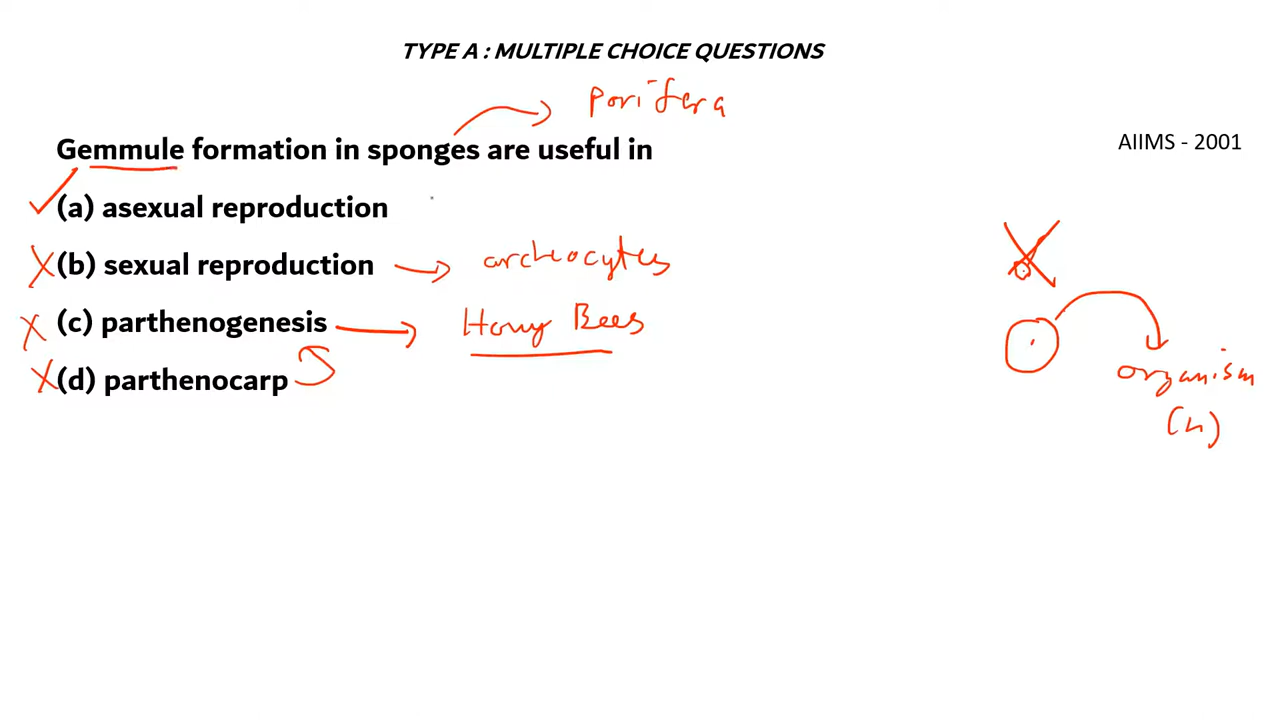 TYPE A : MULTIPLE CHOICE QUESTIONS
Porifera
Gemmule formation in sponges are useful in
AIIMS - 2001
(a) asexual reproduction
(b) sexual reproduction archeocytes
(c) parthenogenesis Hony Bees
(d) parthenocarp
organism
(n)